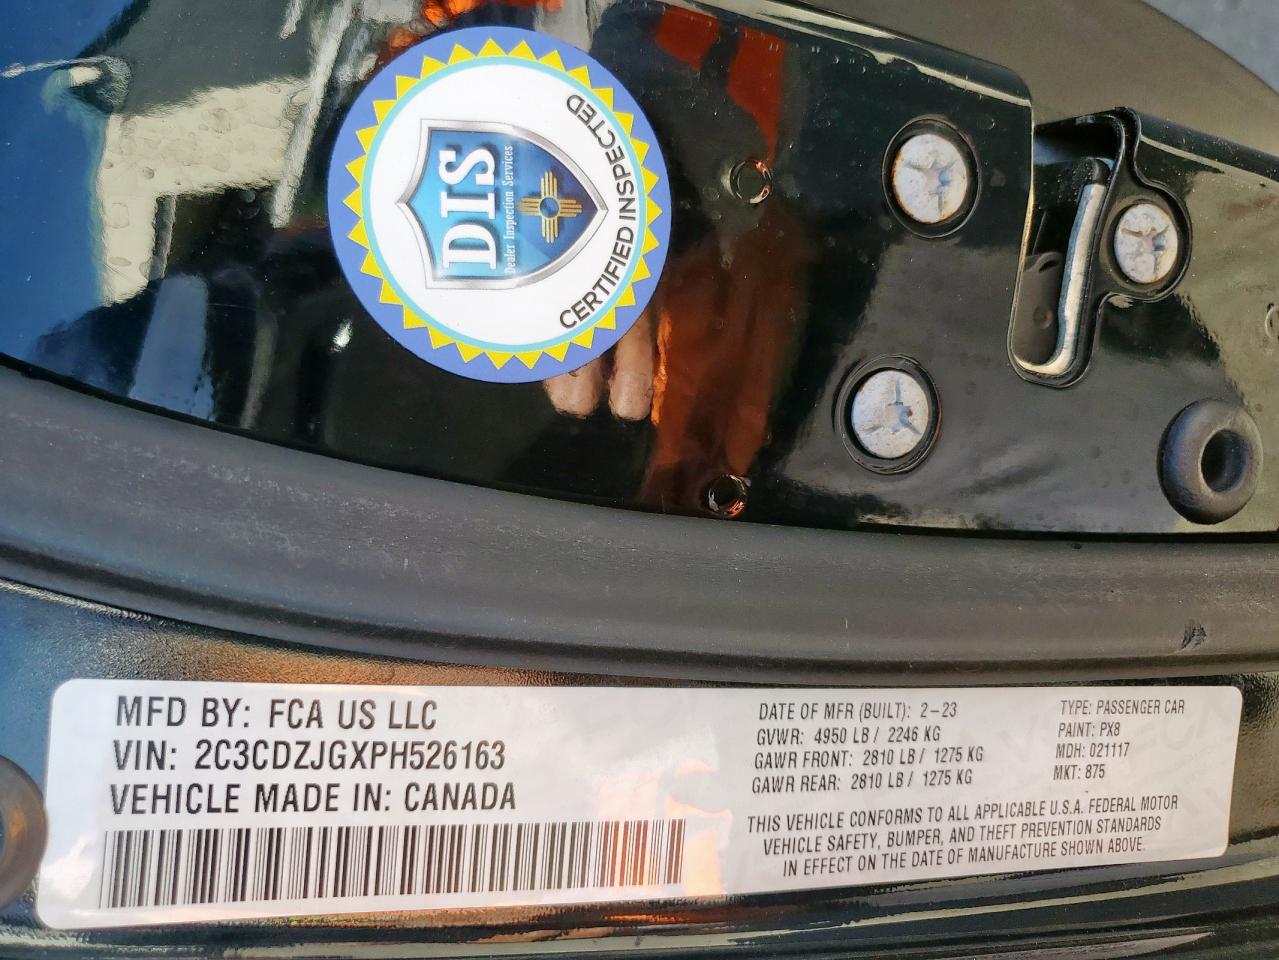 DIS
Dealer Inspection Services
CERTIFIED INSPECTED
MFD BY: FCA US LLC
VIN: 2C3CDZJGXPH526163
VEHICLE MADE IN: CANADA
DATE OF MFR (BUILT): 2-23
GVWR: 4950 LB / 2246 KG
GAWR FRONT: 2810 LB / 1275 KG
GAWR REAR: 2810 LB / 1275 KG
TYPE: PASSENGER CAR
PAINT: PX8
MDH: 021117
MKT: 875
THIS VEHICLE CONFORMS TO ALL APPLICABLE U.S.A. FEDERAL MOTOR
VEHICLE SAFETY, BUMPER, AND THEFT PREVENTION STANDARDS
IN EFFECT ON THE DATE OF MANUFACTURE SHOWN ABOVE.